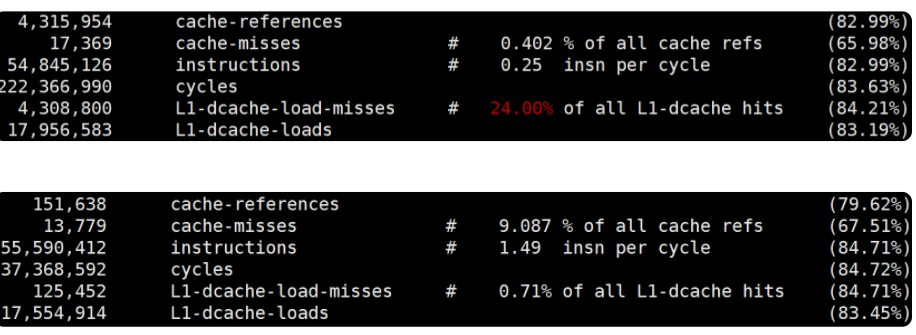 4,315,954 cache-references (82.99%)
17,369 cache-misses # 0.402 % of all cache refs (65.98%)
54,845,126 instructions # 0.25 insn per cycle (82.99%)
222,366,990 cycles (83.63%)
4,308,800 L1-dcache-load-misses # 24.00% of all L1-dcache hits (84.21%)
17,956,583 L1-dcache-loads (83.19%)
151,638 cache-references (79.62%)
13,779 cache-misses # 9.087 % of all cache refs (67.51%)
55,590,412 instructions # 1.49 insn per cycle (84.71%)
37,368,592 cycles (84.72%)
125,452 L1-dcache-load-misses # 0.71% of all L1-dcache hits (84.71%)
17,554,914 L1-dcache-loads (83.45%)